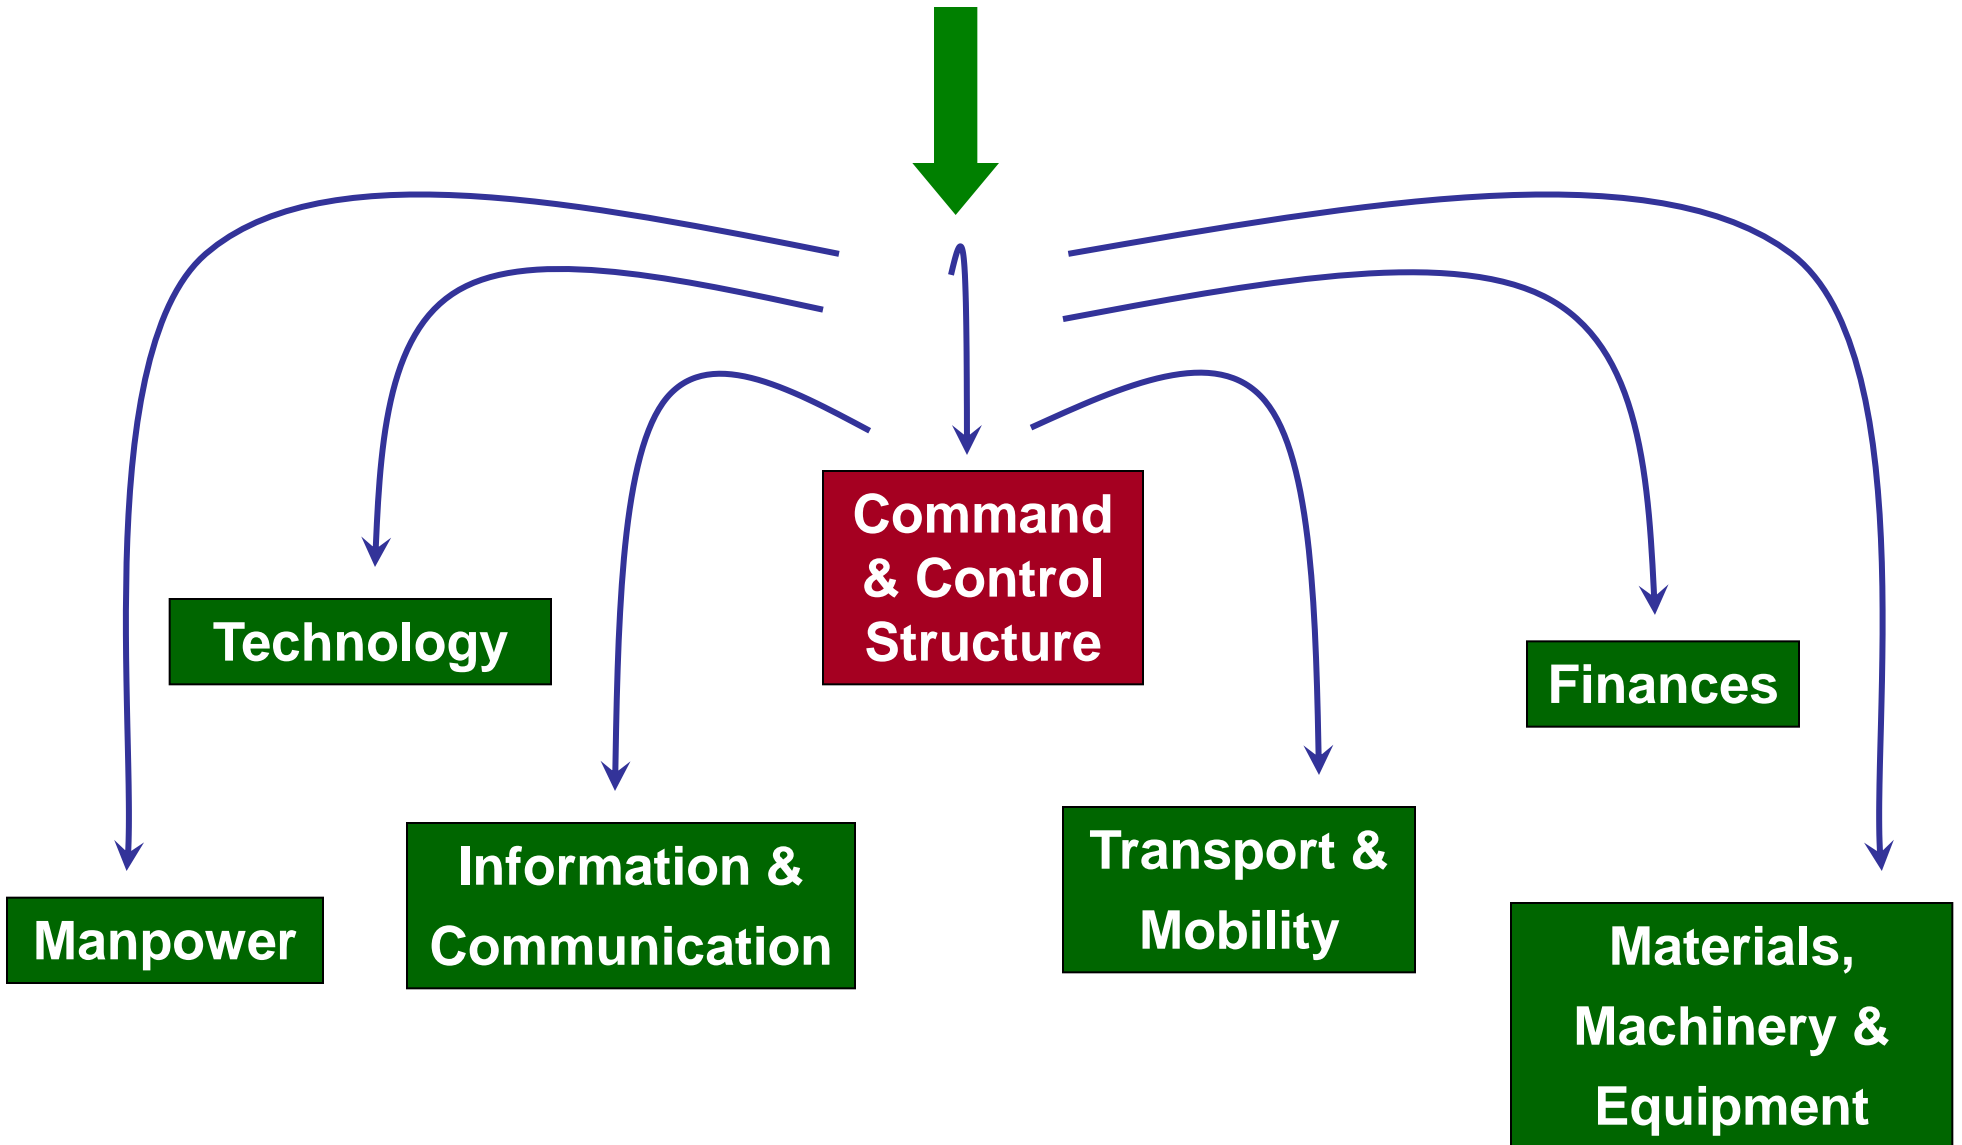 Command
& Control
Structure
Technology
Finances
Information &
Communication
Transport &
Mobility
Manpower
Materials,
Machinery &
Equipment